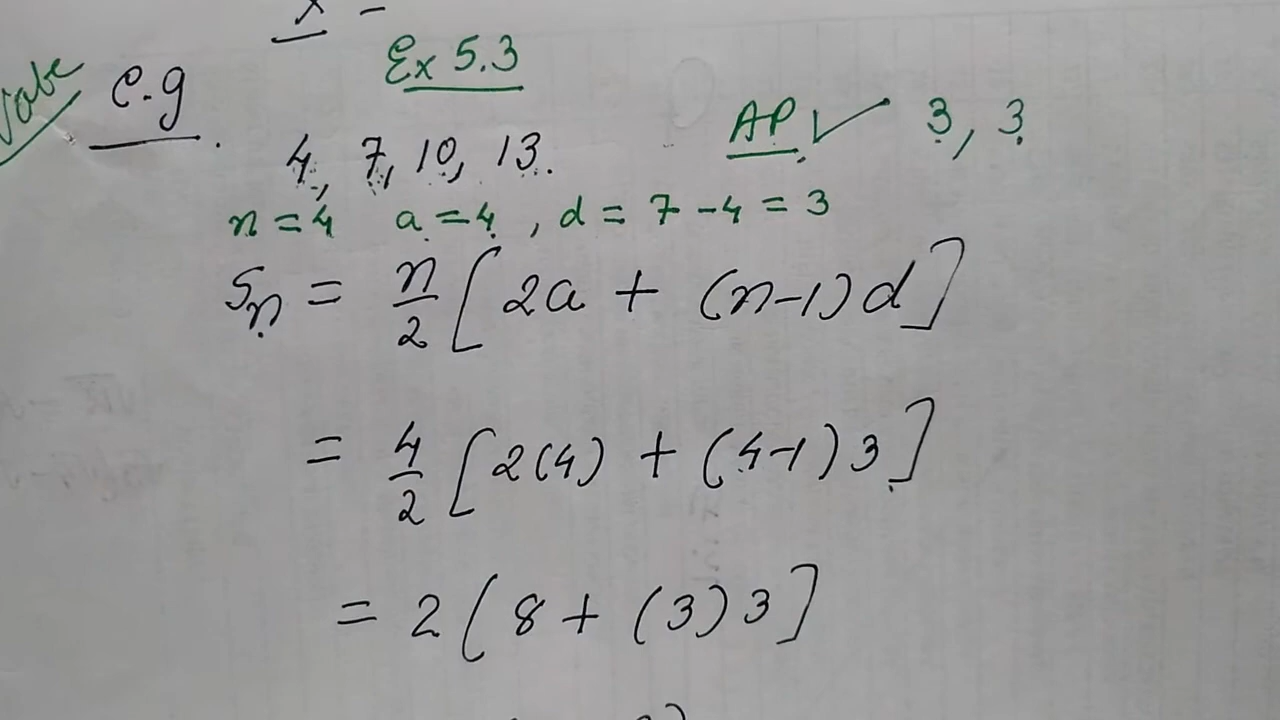 x -
Ex 5.3
e.g.
4, 7, 10, 13. AP ✓ 3, 3
n = 4 a = 4, d = 7 - 4 = 3
Sn = n/2 [2a + (n-1)d]
= 4/2 [2(4) + (4-1)3]
= 2(8 + (3)3]